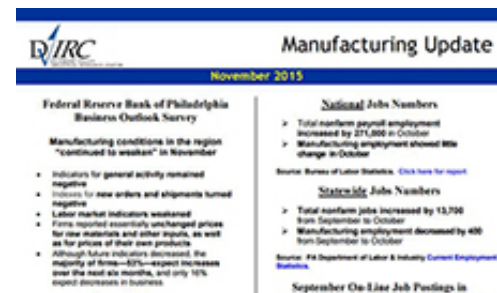 DVIRC
Manufacturing Update
November 2015
Federal Reserve Bank of Philadelphia
Business Outlook Survey
Manufacturing conditions in the region
"continued to weaken" in November
• Indicators for general activity remained
negative
• Indexes for new orders and shipments turned
negative
• Labor market indicators weakened
• Firms reported essentially unchanged prices
for raw materials and other inputs, as well
as for prices of their own products
• Although future indicators decreased, the
majority of firms—53%—expect increases
over the next six months, and only 16%
expect decreases in business
National Jobs Numbers
➢ Total nonfarm payroll employment
increased by 271,000 in October
➢ Manufacturing employment showed little
change in October
Source: Bureau of Labor Statistics. Click here for report
Statewide Jobs Numbers
➢ Total nonfarm jobs increased by 13,700
from September to October
➢ Manufacturing employment decreased by 400
from September to October
Source: PA Department of Labor & Industry Current Employment
Statistics.
September On-Line Job Postings in